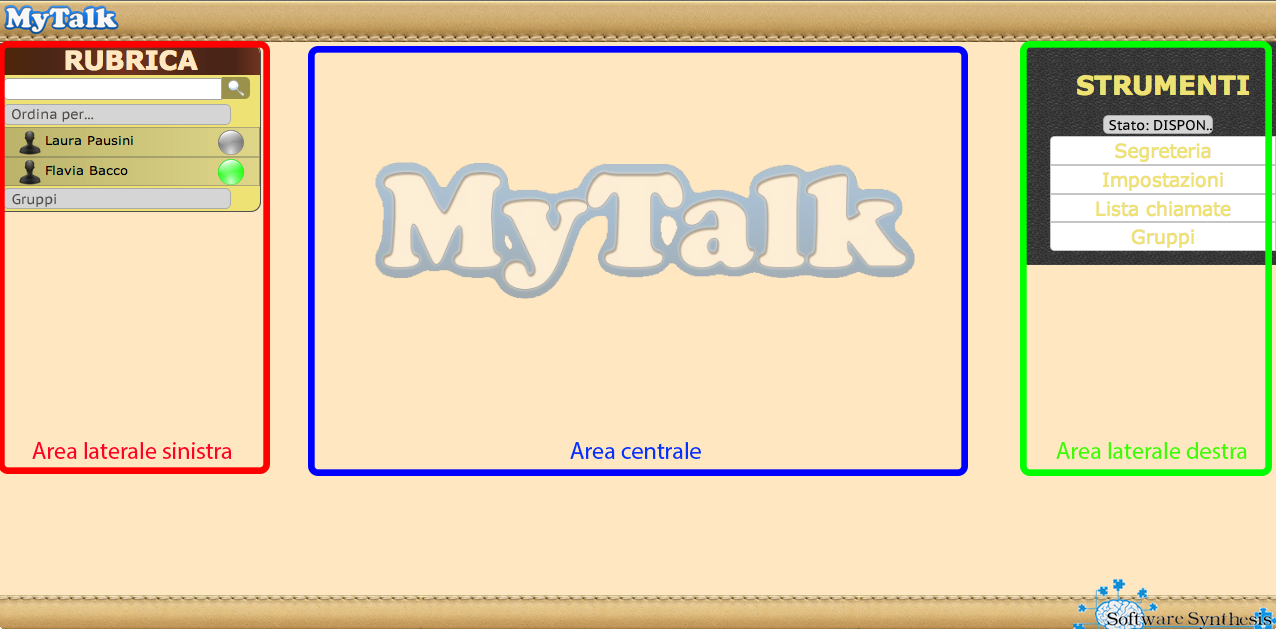 MyTalk
RUBRICA
Ordina per...
Laura Pausini
Flavia Bacco
Gruppi
Area laterale sinistra
MyTalk
Area centrale
STRUMENTI
Stato: DISPON..
Segreteria
Impostazioni
Lista chiamate
Gruppi
Area laterale destra
Software Synthesis